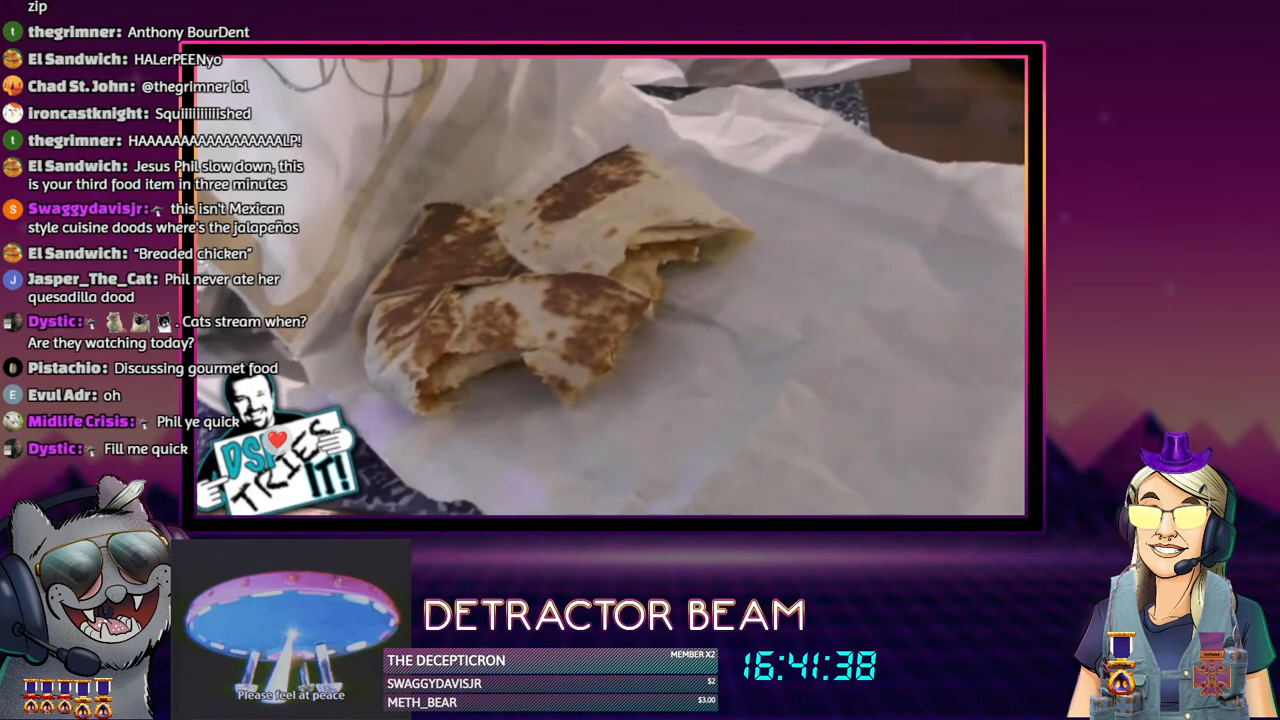 zip
thegrimner: Anthony BourDent
El Sandwich: HALerPEENyo
Chad St. John: @thegrimner lol
ironcastknight: Squiiiiiiiiiished
thegrimner: HAAAAAAAAAAAAAAAAALP!
El Sandwich: Jesus Phil slow down, this
is your third food item in three minutes
Swaggydavisjr: this isn't Mexican
style cuisine doods where's the jalapeños
El Sandwich: “Breaded chicken”
Jasper_The_Cat: Phil never ate her
quesadilla dood
Dystic: . Cats stream when?
Are they watching today?
Pistachio: Discussing gourmet food
Evul Adr: oh
Midlife Crisis: Phil ye quick
Dystic: Fill me quick
DSP
TRIES
IT!
Please feel at peace
DETRACTOR BEAM
THE DECEPTICRON MEMBER X2
SWAGGYDAVISJR $2
METH_BEAR $3.00
16:41:38